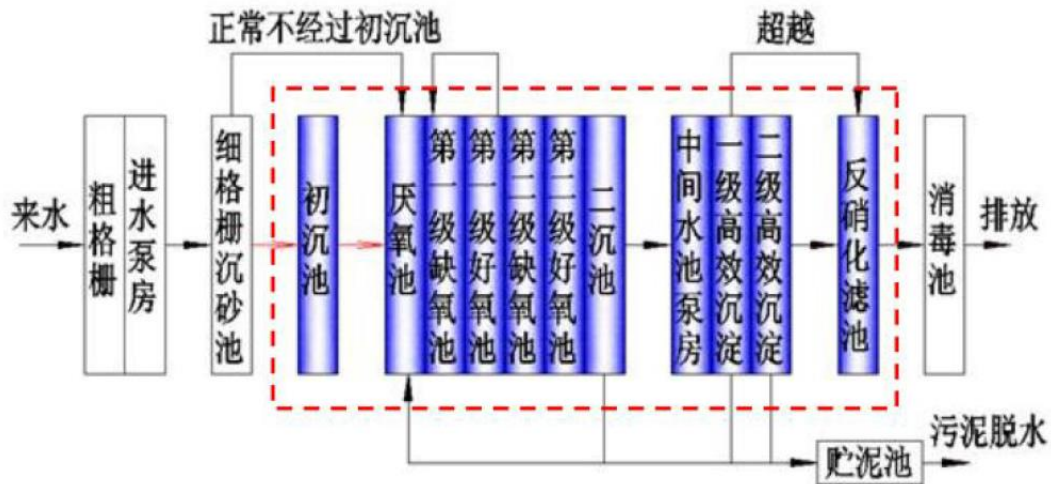 正常不经过初沉池
超越
来水
粗格栅
进水泵房
细格栅沉砂池
初沉池
厌氧池
第一级缺氧池
第一级好氧池
第二级缺氧池
第二级好氧池
二沉池
中间水池泵房
一级高效沉淀
二级高效沉淀
反硝化滤池
消毒池
排放
贮泥池
污泥脱水